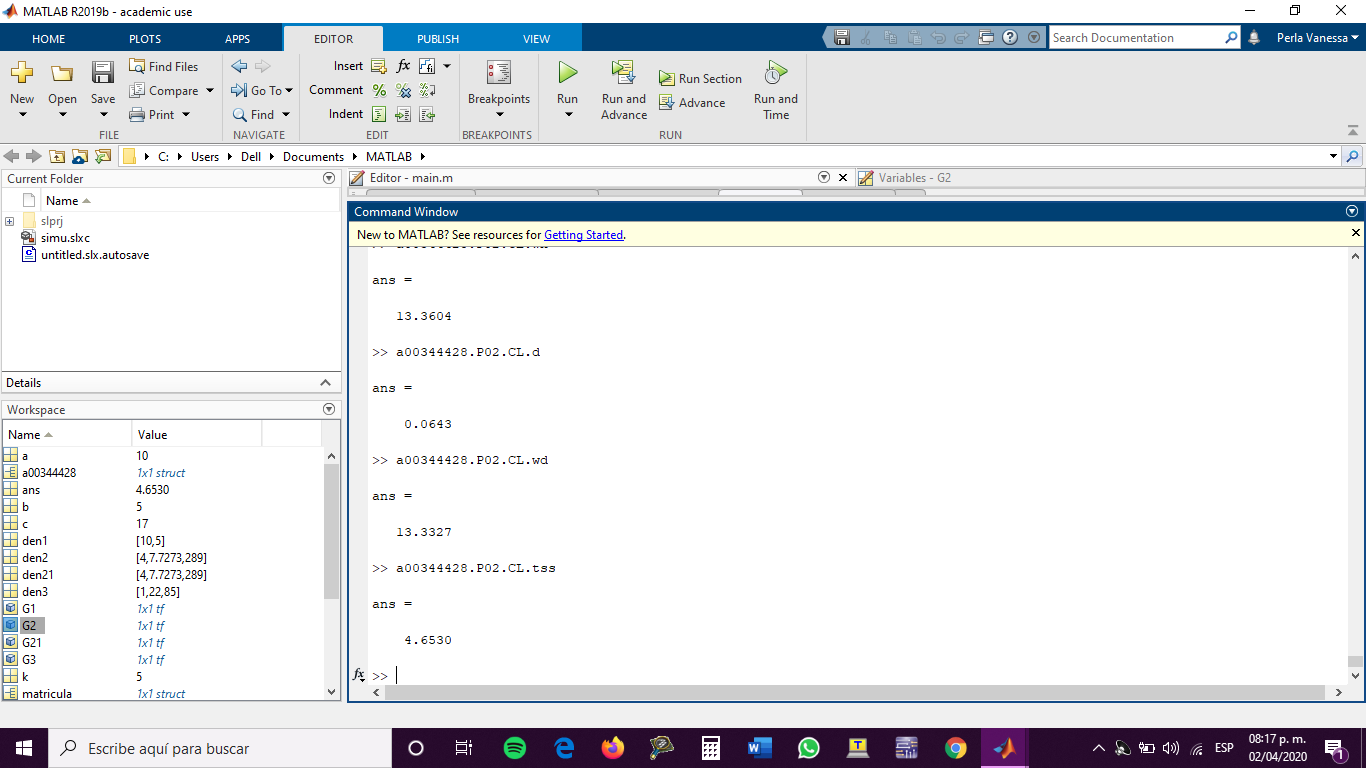 MATLAB R2019b - academic use
HOME PLOTS APPS EDITOR PUBLISH VIEW Search Documentation Perla Vanessa
New Open Save Find Files Compare Print FILE
Go To Find NAVIGATE
Insert fx Comment Indent EDIT
Breakpoints BREAKPOINTS
Run Run and Advance Run Section Advance Run and Time RUN
C: Users Dell Documents MATLAB
Current Folder
Name
slprj
simu.slxc
untitled.slx.autosave
Details
Workspace
Name Value
a 10
a00344428 1x1 struct
ans 4.6530
b 5
c 17
den1 [10,5]
den2 [4,7.7273,289]
den21 [4,7.7273,289]
den3 [1,22,85]
G1 1x1 tf
G2 1x1 tf
G21 1x1 tf
G3 1x1 tf
k 5
matricula 1x1 struct
Editor - main.m Variables - G2
Command Window
New to MATLAB? See resources for Getting Started.
ans =
13.3604
>> a00344428.P02.CL.d
ans =
0.0643
>> a00344428.P02.CL.wd
ans =
13.3327
>> a00344428.P02.CL.tss
ans =
4.6530
fx >>
Escribe aquí para buscar
ESP 08:17 p. m.
02/04/2020
1